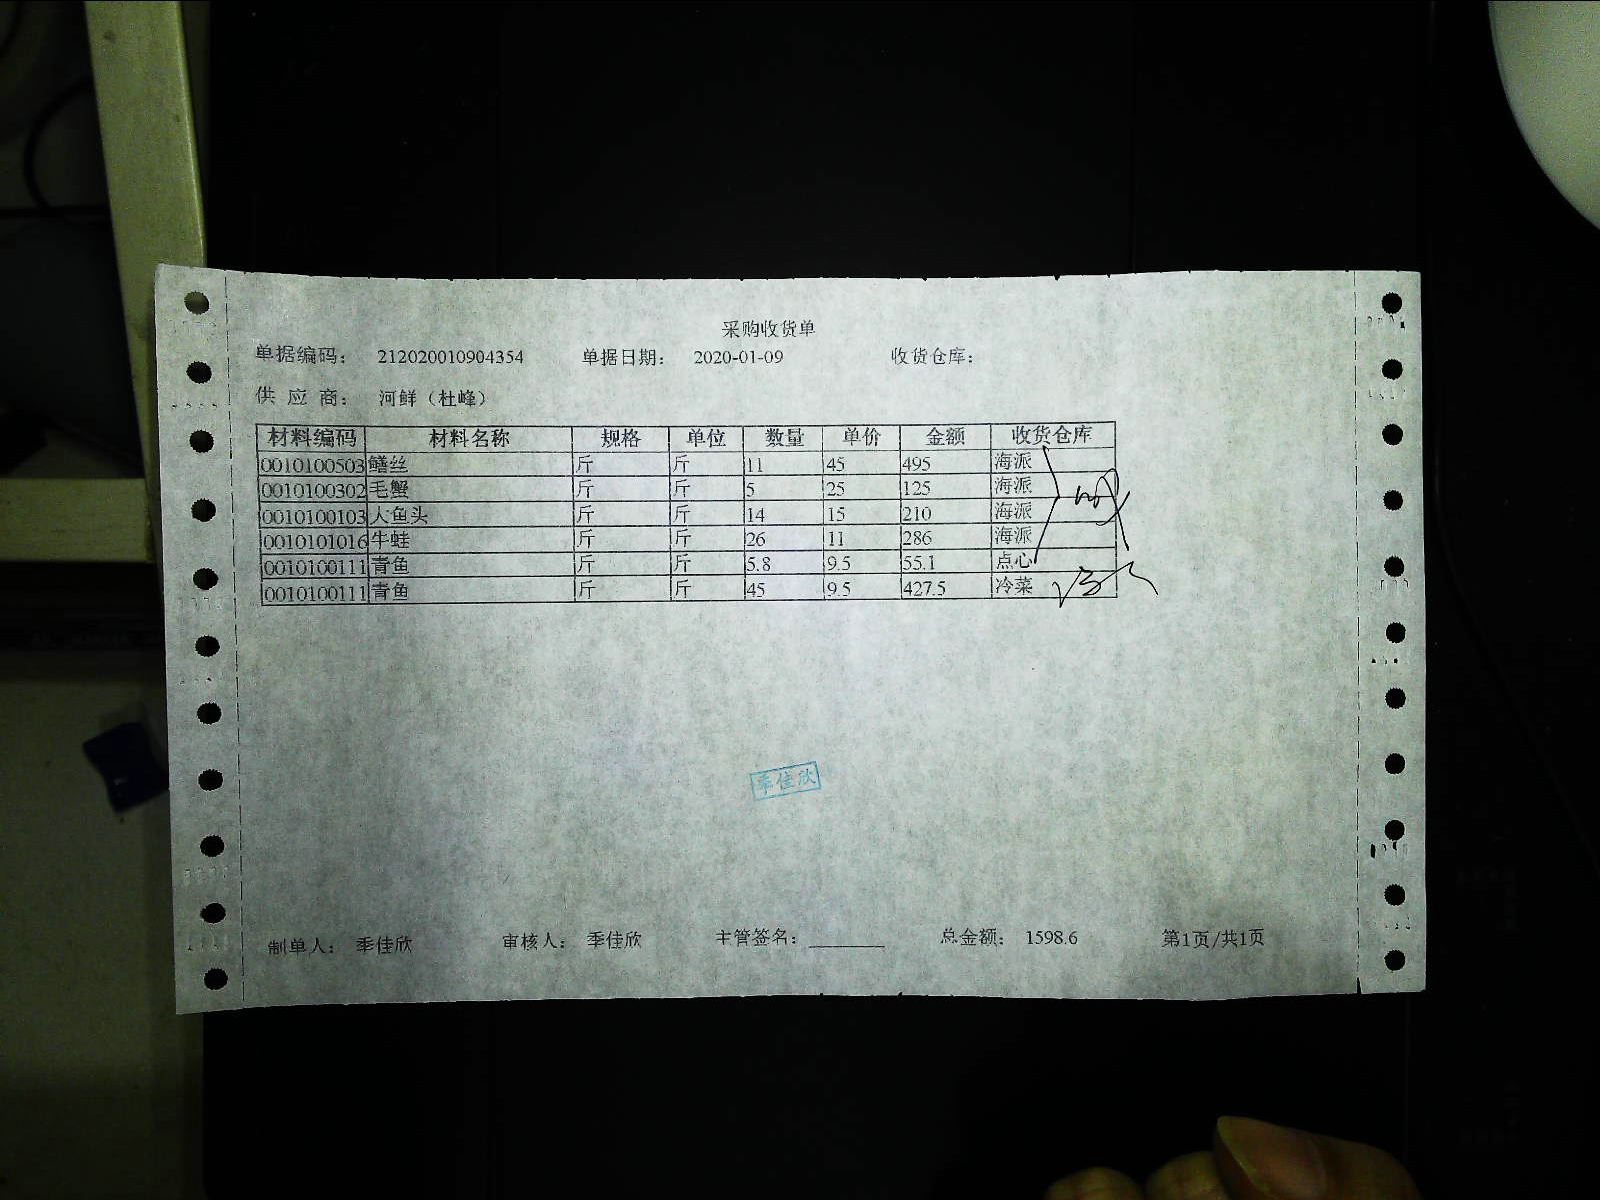 采购收货单
单据编码: 212020010904354 单据日期: 2020-01-09 收货仓库:
供应商: 河鲜（杜峰）
材料编码 材料名称 规格 单位 数量 单价 金额 收货仓库
0010100503 鳝丝 斤 斤 11 45 495 海派
0010100302 毛蟹 斤 斤 5 25 125 海派
0010100103 大鱼头 斤 斤 14 15 210 海派
0010101016 牛蛙 斤 斤 26 11 286 海派
0010100111 青鱼 斤 斤 5.8 9.5 55.1 点心
0010100111 青鱼 斤 斤 45 9.5 427.5 冷菜
季佳欣
制单人: 季佳欣 审核人: 季佳欣 主管签名: ________ 总金额: 1598.6 第1页/共1页